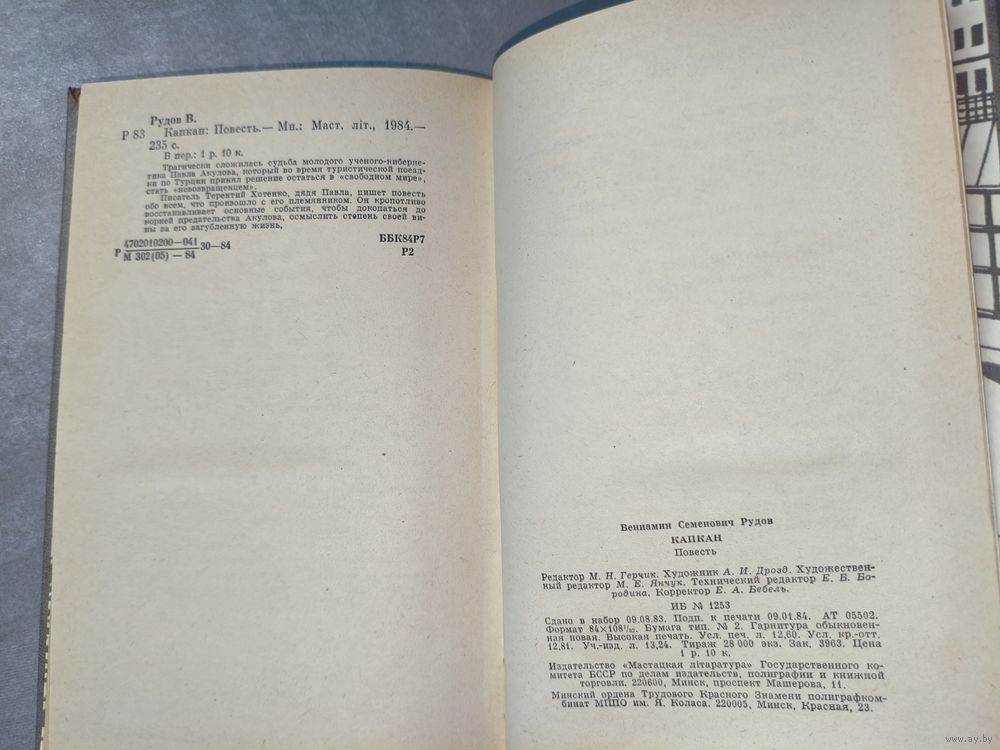 Рудов В.
Р 83 Капкан: Повесть.— Мн.: Маст. літ., 1984.—
235 с.
В пер.: 1 р. 10 к.
Трагически сложилась судьба молодого ученого-киберне-
тика Павла Акулова, который во время туристической поезд-
ки по Турции принял решение остаться в «свободном мире»,
стать «невозвращенцем».
Писатель Терентий Хотенко, дядя Павла, пишет повесть
обо всем, что произошло с его племянником. Он кропотливо
восстанавливает основные события, чтобы докопаться до
корней предательства Акулова, осмыслить степень своей ви-
ны за его загубленную жизнь,
Р 4702010200—041
М 302(05) — 84 30—84
ББК84Р7
Р2
Вениамин Семенович Рудов
КАПКАН
Повесть
Редактор М. Н. Герчик. Художник А. И. Дрозд. Художествен-
ный редактор М. Е. Янчук. Технический редактор Е. Б. Бо-
родина. Корректор Е. А. Бебель.
ИБ № 1253
Сдано в набор 09.08.83. Подп. к печати 09.01.84. АТ 05502.
Формат 84×108¹/₃₂. Бумага тип. № 2. Гарнитура обыкновен-
ная новая. Высокая печать. Усл. печ. л. 12,60. Усл. кр.-отт.
12,81. Уч.-изд. л. 13,24. Тираж 28 000 экз. Зак. 3963. Цена
1 р. 10 к.
Издательство «Мастацкая літаратура» Государственного ко-
митета БССР по делам издательств, полиграфии и книжной
торговли. 220600, Минск, проспект Машерова, 11.
Минский ордена Трудового Красного Знамени полиграфком-
бинат МППО им. Я. Коласа. 220005, Минск, Красная, 23.
www.ay.by